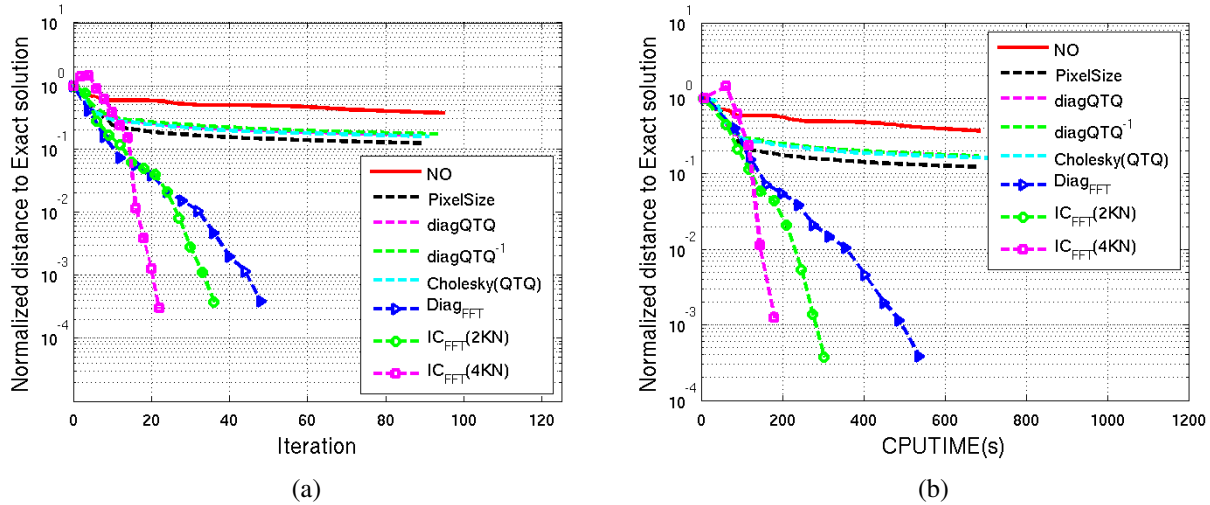 10^1
10^0
10^-1
10^-2
10^-3
10^-4
Normalized distance to Exact solution
0 20 40 60 80 100 120
Iteration
NO
PixelSize
diagQTQ
diagQTQ^-1
Cholesky(QTQ)
Diag_FFT
IC_FFT(2KN)
IC_FFT(4KN)
(a)
10^1
10^0
10^-1
10^-2
10^-3
10^-4
Normalized distance to Exact solution
0 200 400 600 800 1000 1200
CPUTIME(s)
NO
PixelSize
diagQTQ
diagQTQ^-1
Cholesky(QTQ)
Diag_FFT
IC_FFT(2KN)
IC_FFT(4KN)
(b)